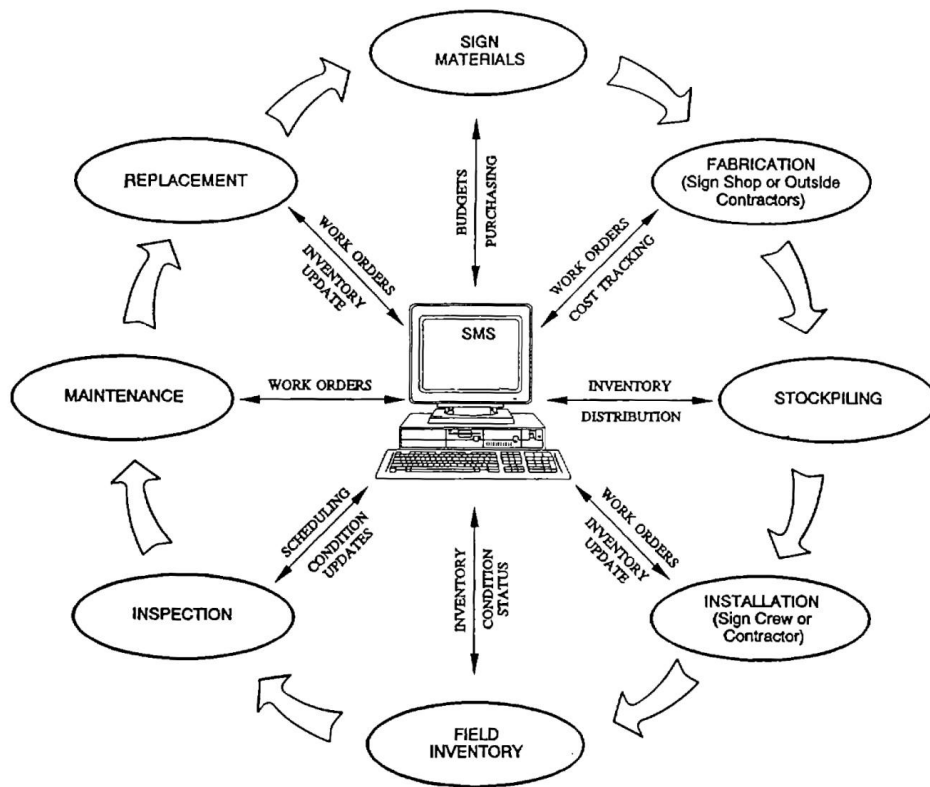 SIGN
MATERIALS
REPLACEMENT
FABRICATION
(Sign Shop or Outside
Contractors)
BUDGETS
PURCHASING
WORK ORDERS
INVENTORY
UPDATE
WORK ORDERS
COST TRACKING
SMS
MAINTENANCE
WORK ORDERS
INVENTORY
DISTRIBUTION
STOCKPILING
SCHEDULING
CONDITION
UPDATES
INVENTORY
CONDITION
STATUS
WORK ORDERS
INVENTORY
UPDATE
INSPECTION
INSTALLATION
(Sign Crew or
Contractor)
FIELD
INVENTORY